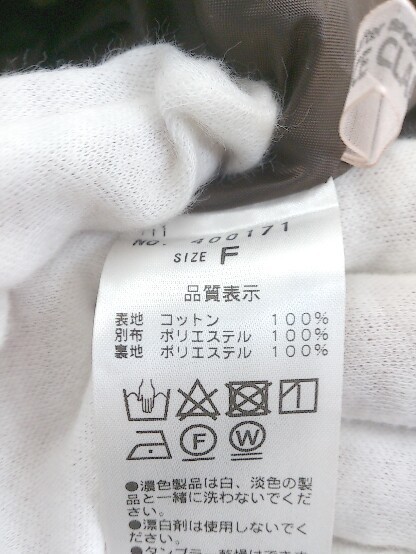 NO. 400171
SIZE F
品質表示
表地 コットン 100%
別布 ポリエステル 100%
裏地 ポリエステル 100%
F W
●濃色製品は白、淡色の製
品と一緒に洗わないでくだ
さい。
●漂白剤は使用しないでく
ださい。